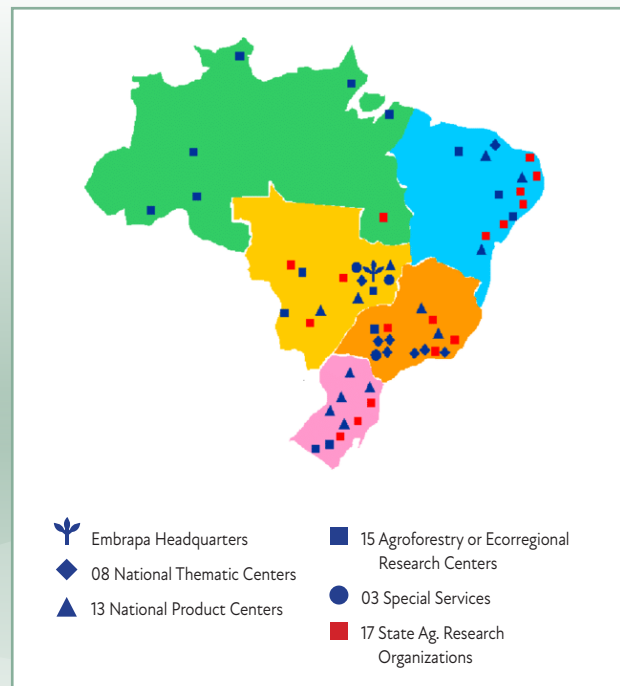 Embrapa Headquarters
08 National Thematic Centers
13 National Product Centers
15 Agroforestry or Ecorregional
Research Centers
03 Special Services
17 State Ag. Research
Organizations